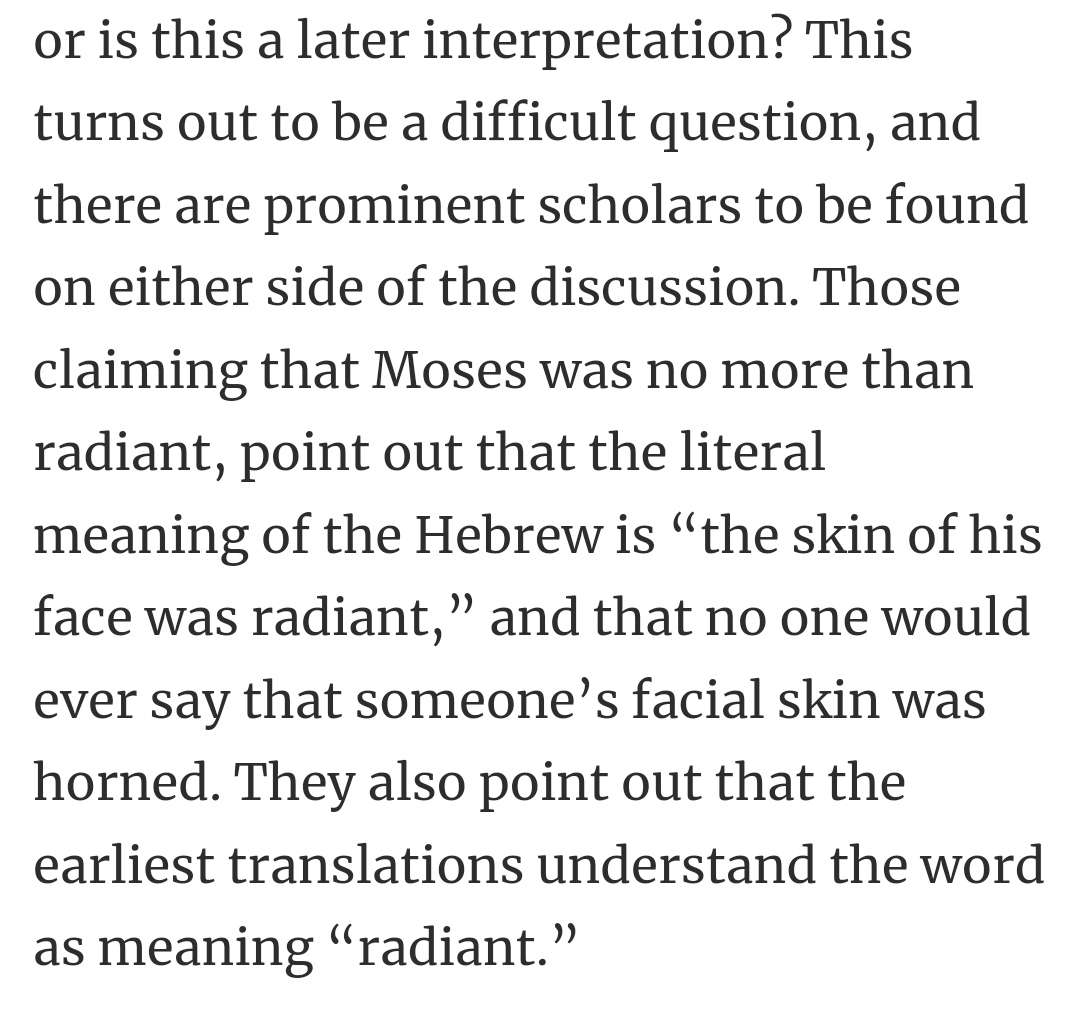 or is this a later interpretation? This
turns out to be a difficult question, and
there are prominent scholars to be found
on either side of the discussion. Those
claiming that Moses was no more than
radiant, point out that the literal
meaning of the Hebrew is “the skin of his
face was radiant,” and that no one would
ever say that someone’s facial skin was
horned. They also point out that the
earliest translations understand the word
as meaning “radiant.”